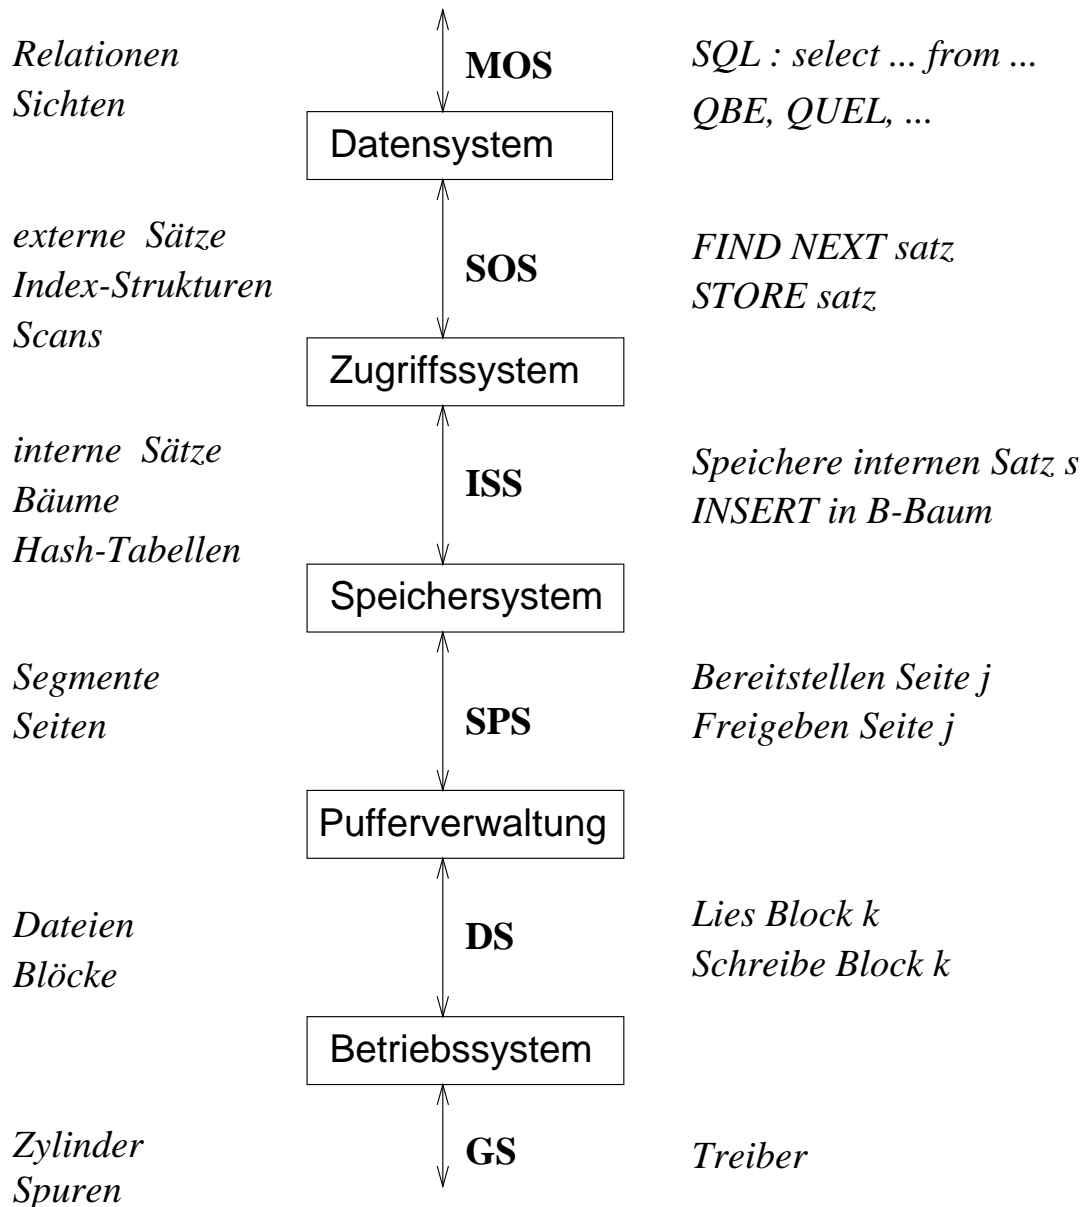 Relationen
Sichten
MOS
SQL : select ... from ...
QBE, QUEL, ...
Datensystem
externe Sätze
Index-Strukturen
Scans
SOS
FIND NEXT satz
STORE satz
Zugriffssystem
interne Sätze
Bäume
Hash-Tabellen
ISS
Speichere internen Satz s
INSERT in B-Baum
Speichersystem
Segmente
Seiten
SPS
Bereitstellen Seite j
Freigeben Seite j
Pufferverwaltung
Dateien
Blöcke
DS
Lies Block k
Schreibe Block k
Betriebssystem
Zylinder
Spuren
GS
Treiber